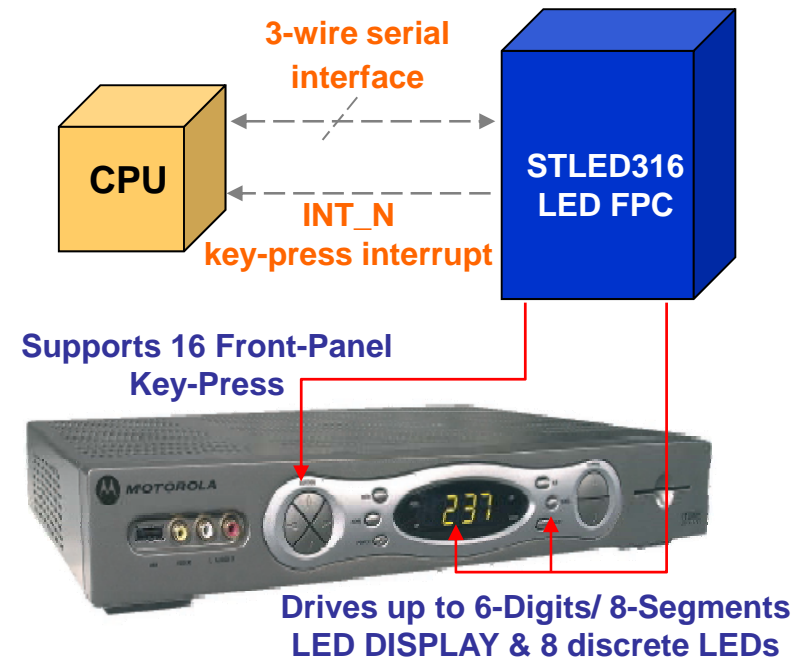 3-wire serial
interface
CPU
STLED316
LED FPC
INT_N
key-press interrupt
Supports 16 Front-Panel
Key-Press
MOTOROLA
237
Drives up to 6-Digits/ 8-Segments
LED DISPLAY & 8 discrete LEDs